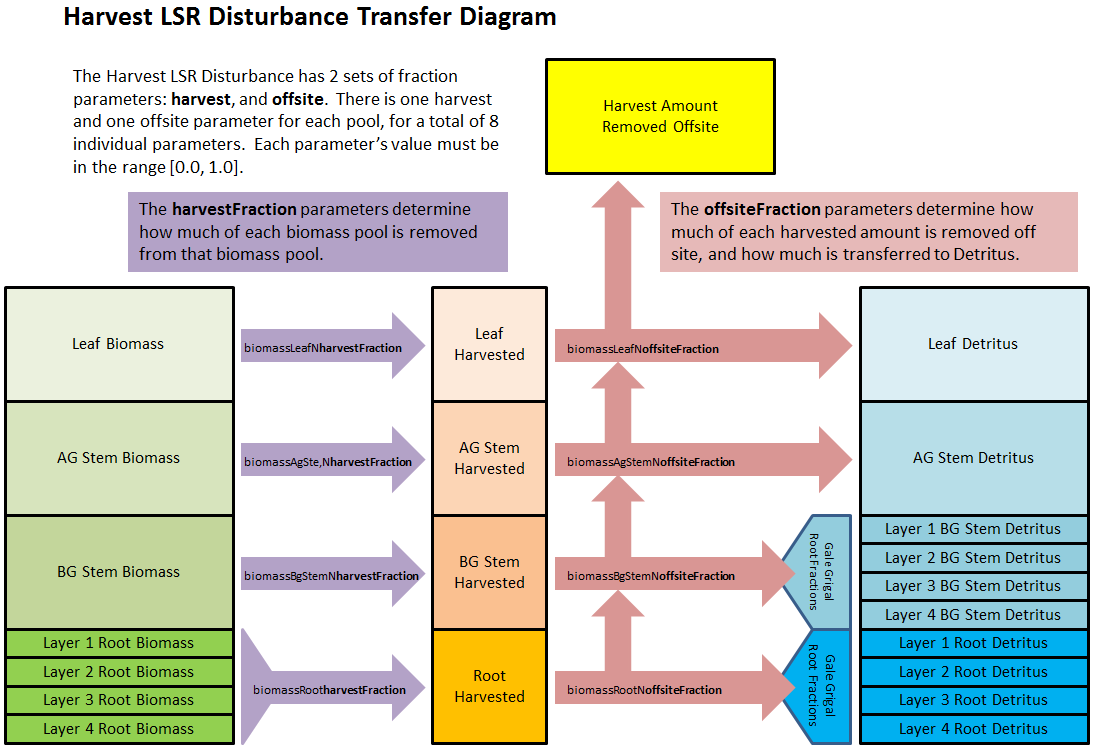 Harvest LSR Disturbance Transfer Diagram
The Harvest LSR Disturbance has 2 sets of fraction
parameters: harvest, and offsite. There is one harvest
and one offsite parameter for each pool, for a total of 8
individual parameters. Each parameter's value must be
in the range [0.0, 1.0].
Harvest Amount
Removed Offsite
The harvestFraction parameters determine
how much of each biomass pool is removed
from that biomass pool.
The offsiteFraction parameters determine how
much of each harvested amount is removed off
site, and how much is transferred to Detritus.
Leaf Biomass
biomassLeafNharvestFraction
Leaf
Harvested
biomassLeafNoffsiteFraction
Leaf Detritus
AG Stem Biomass
biomassAgSte,NharvestFraction
AG Stem
Harvested
biomassAgStemNoffsiteFraction
AG Stem Detritus
BG Stem Biomass
biomassBgStemNharvestFraction
BG Stem
Harvested
biomassBgStemNoffsiteFraction
Gale Grigal
Root Fractions
Layer 1 BG Stem Detritus
Layer 2 BG Stem Detritus
Layer 3 BG Stem Detritus
Layer 4 BG Stem Detritus
Layer 1 Root Biomass
Layer 2 Root Biomass
Layer 3 Root Biomass
Layer 4 Root Biomass
biomassRootharvestFraction
Root
Harvested
biomassRootNoffsiteFraction
Gale Grigal
Root Fractions
Layer 1 Root Detritus
Layer 2 Root Detritus
Layer 3 Root Detritus
Layer 4 Root Detritus